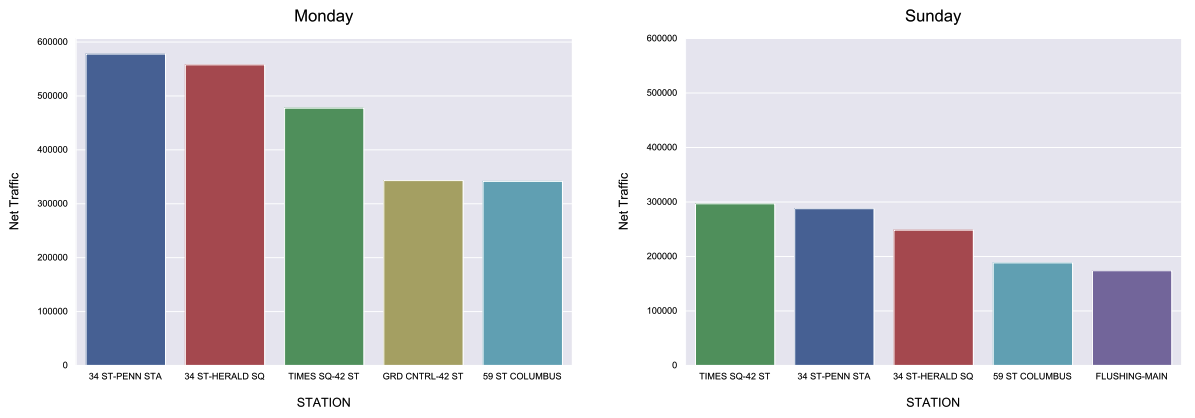 Monday
600000
500000
400000
300000
200000
100000
0
Net Traffic
34 ST-PENN STA
34 ST-HERALD SQ
TIMES SQ-42 ST
GRD CNTRL-42 ST
59 ST COLUMBUS
STATION
Sunday
600000
500000
400000
300000
200000
100000
0
Net Traffic
TIMES SQ-42 ST
34 ST-PENN STA
34 ST-HERALD SQ
59 ST COLUMBUS
FLUSHING-MAIN
STATION